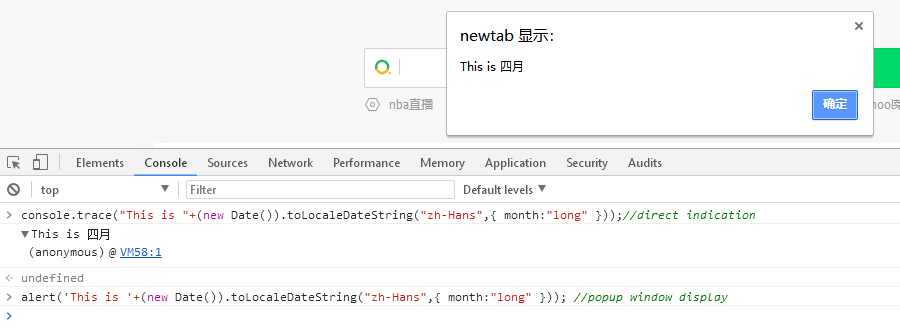 newtab 显示：
This is 四月
确定
nba直播
Elements Console Sources Network Performance Memory Application Security Audits
top Filter Default levels
console.trace("This is "+(new Date()).toLocaleDateString("zh-Hans",{ month:"long" }));//direct indication
This is 四月
(anonymous) @ VM58:1
undefined
alert('This is '+(new Date()).toLocaleDateString("zh-Hans",{ month:"long" })); //popup window display